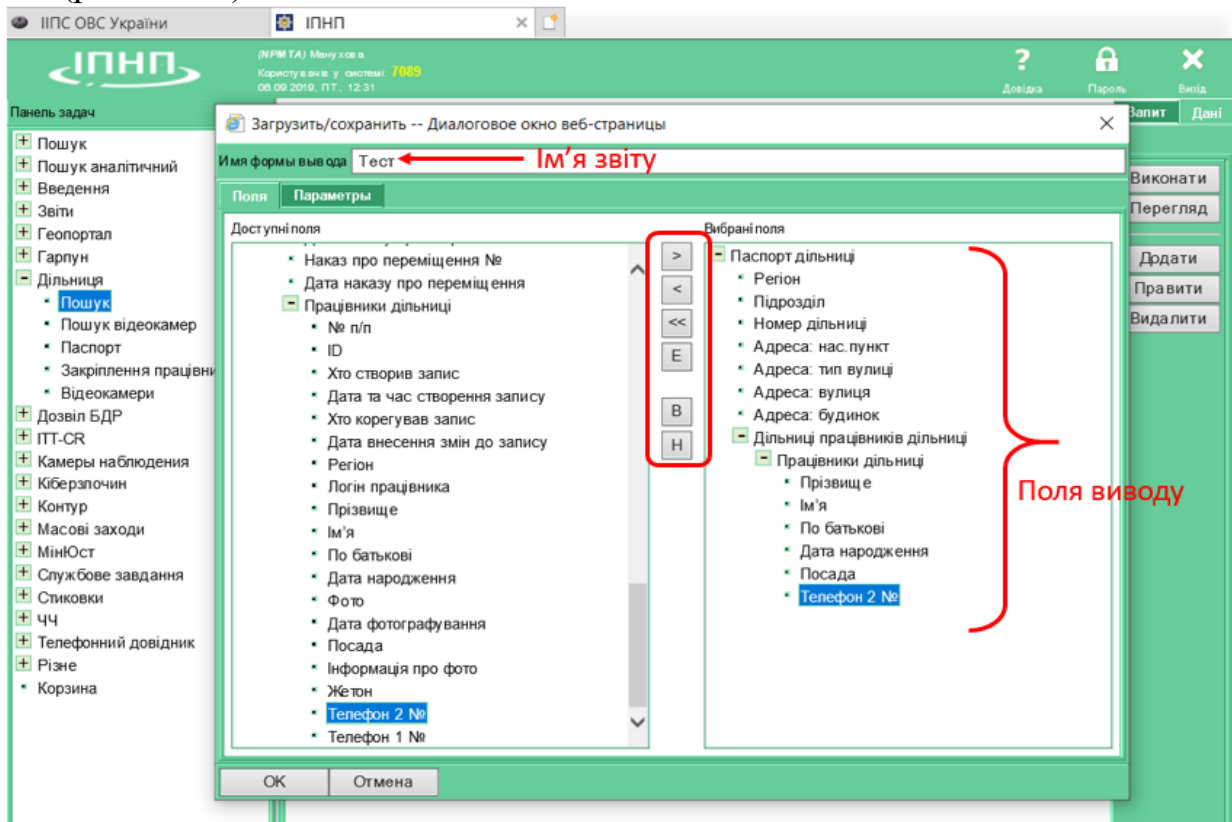 ІІПС ОВС України
ІПНП
ІПНП
(NPM TA) Манухов в
Користувачів у системі: 7089
06.09.2019, ПТ., 12:31
Довідка
Пароль
Вихід
Панель задач
Запит
Дані
Загрузить/сохранить -- Диалоговое окно веб-страницы
Имя формы вывода
Тест
Ім’я звіту
Поля
Параметры
Пошук
Пошук аналітичний
Введення
Звіти
Геопортал
Гарпун
Дільниця
Пошук
Пошук відеокамер
Паспорт
Закріплення працівни
Відеокамери
Дозвіл БДР
ITT-CR
Камеры наблюдения
Кіберзлочин
Контур
Масові заходи
МінЮст
Службове завдання
Стиковки
ЧЧ
Телефонний довідник
Різне
Корзина
Доступні поля
Наказ про переміщення №
Дата наказу про переміщення
Працівники дільниці
№ п/п
ID
Хто створив запис
Дата та час створення запису
Хто корегував запис
Дата внесення змін до запису
Регіон
Логін працівника
Прізвище
Ім'я
По батькові
Дата народження
Фото
Дата фотографування
Посада
Інформація про фото
Жетон
Телефон 2 №
Телефон 1 №
>
<
<<
E
В
Н
Вибрані поля
Паспорт дільниці
Регіон
Підрозділ
Номер дільниці
Адреса: нас.пункт
Адреса: тип вулиці
Адреса: вулиця
Адреса: будинок
Дільниці працівників дільниці
Працівники дільниці
Прізвище
Ім'я
По батькові
Дата народження
Посада
Телефон 2 №
Поля виводу
Виконати
Перегляд
Додати
Правити
Видалити
OK
Отмена